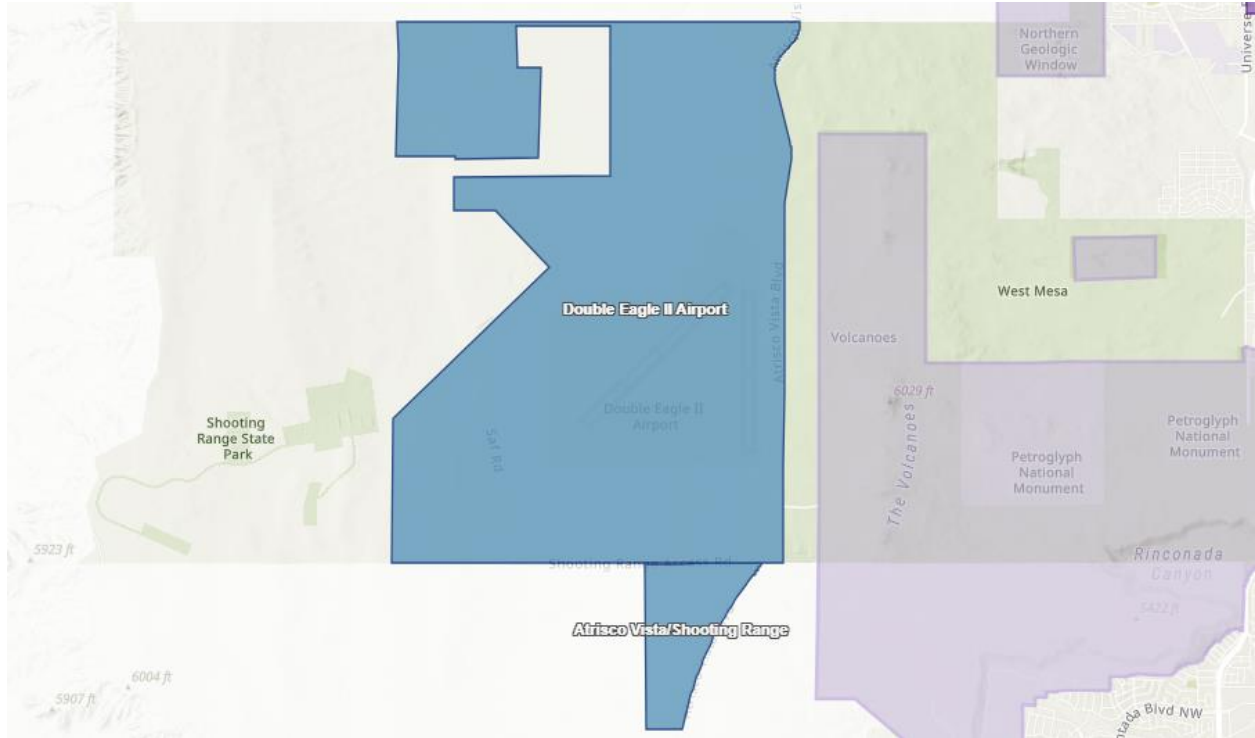 Northern
Geologic
Window
Universe
West Mesa
Double Eagle II Airport
Atrisco Vista Blvd
Volcanoes
6029 ft
Double Eagle II
Airport
Shooting
Range State
Park
Saf Rd
The Volcanoes
Petroglyph
National
Monument
Petroglyph
National
Monument
5923 ft
Shooting Range Access Rd
Rinconada
Canyon
5422 ft
Atrisco Vista/Shooting Range
6004 ft
5907 ft
Blvd NW